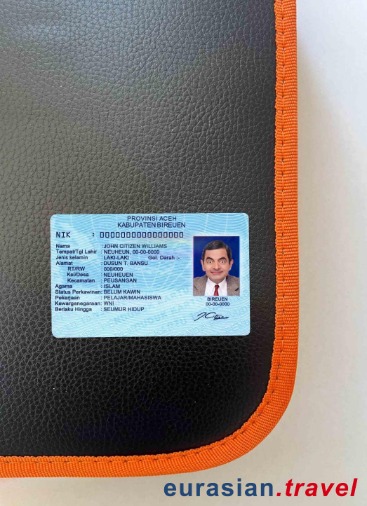 PROVINSI ACEH
KABUPATEN BIREUEN
NIK : 0000000000000000
Nama : JOHN CITIZEN WILLIAMS
Tempat/Tgl Lahir : NEUHEUN, 00-00-0000
Jenis kelamin : LAKI-LAKI Gol. Darah :-
Alamat : DUSUN T. BANSU
RT/RW : 000/000
Kel/Desa : NEUHEUEN
Kecamatan : PEUSANGAN
Agama : ISLAM
Status Perkawinan: BELUM KAWIN
Pekerjaan : PELAJAR/MAHASISWA
Kewarganegaraan: WNI
Berlaku Hingga : SEUMUR HIDUP
BIREUEN
00-00-0000
eurasian.travel